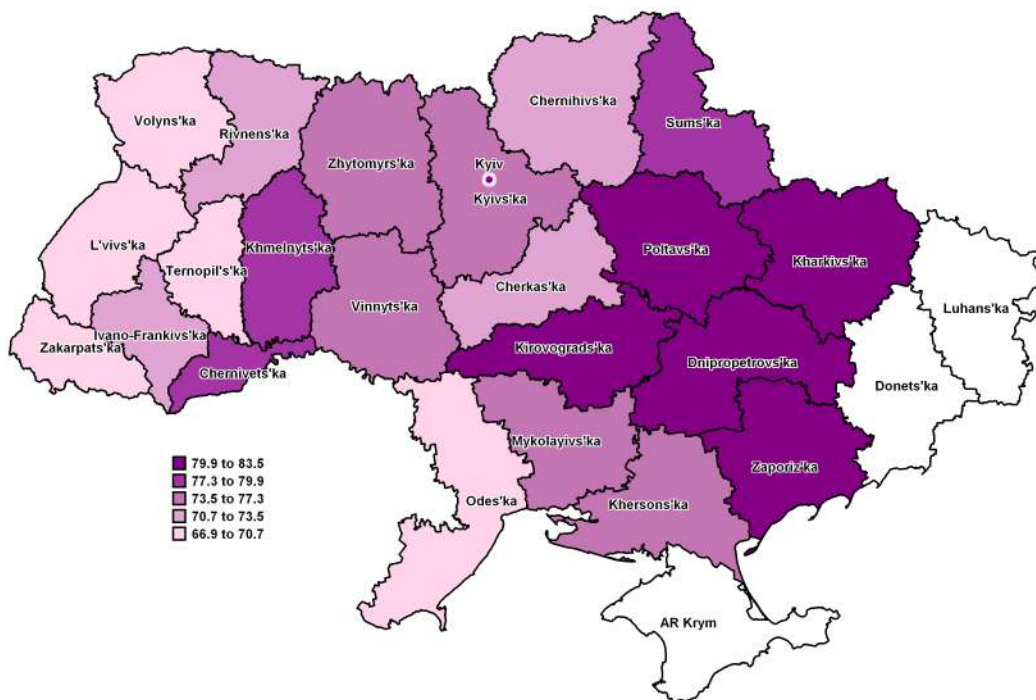 Chernihivs'ka
Volyns'ka
Sums'ka
Rivnens'ka
Zhytomyrs'ka
Kyiv
Kyivs'ka
L'vivs'ka
Khmelnyts'ka
Poltavs'ka
Kharkivs'ka
Ternopil's'ka
Cherkas'ka
Vinnyts'ka
Luhans'ka
Ivano-Frankivs'ka
Kirovograds'ka
Zakarpats'ka
Dnipropetrovs'ka
Chernivets'ka
Donets'ka
Mykolayivs'ka
79.9 to 83.5
Zaporiz'ka
77.3 to 79.9
73.5 to 77.3
70.7 to 73.5
66.9 to 70.7
Odes'ka
Khersons'ka
AR Krym